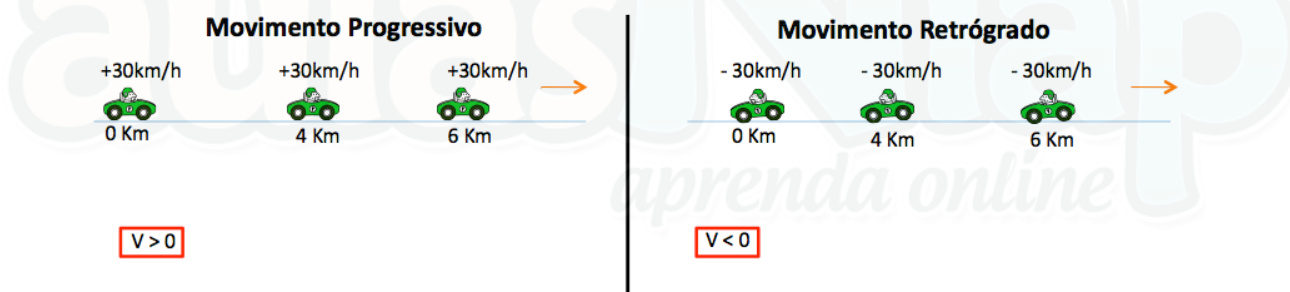 Movimento Progressivo
+30km/h +30km/h +30km/h
0 Km 4 Km 6 Km
V > 0
Movimento Retrógrado
- 30km/h - 30km/h - 30km/h
0 Km 4 Km 6 Km
V < 0
aprenda online